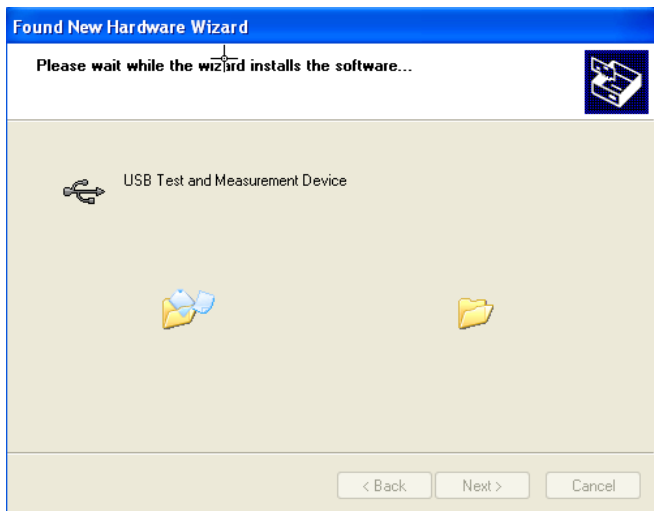 Found New Hardware Wizard
Please wait while the wizard installs the software...
USB Test and Measurement Device
< Back
Next >
Cancel